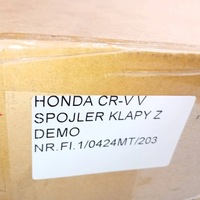 HONDA CR-V V
SPOJLER KLAPY Z
DEMO
NR.FI.1/0424MT/203